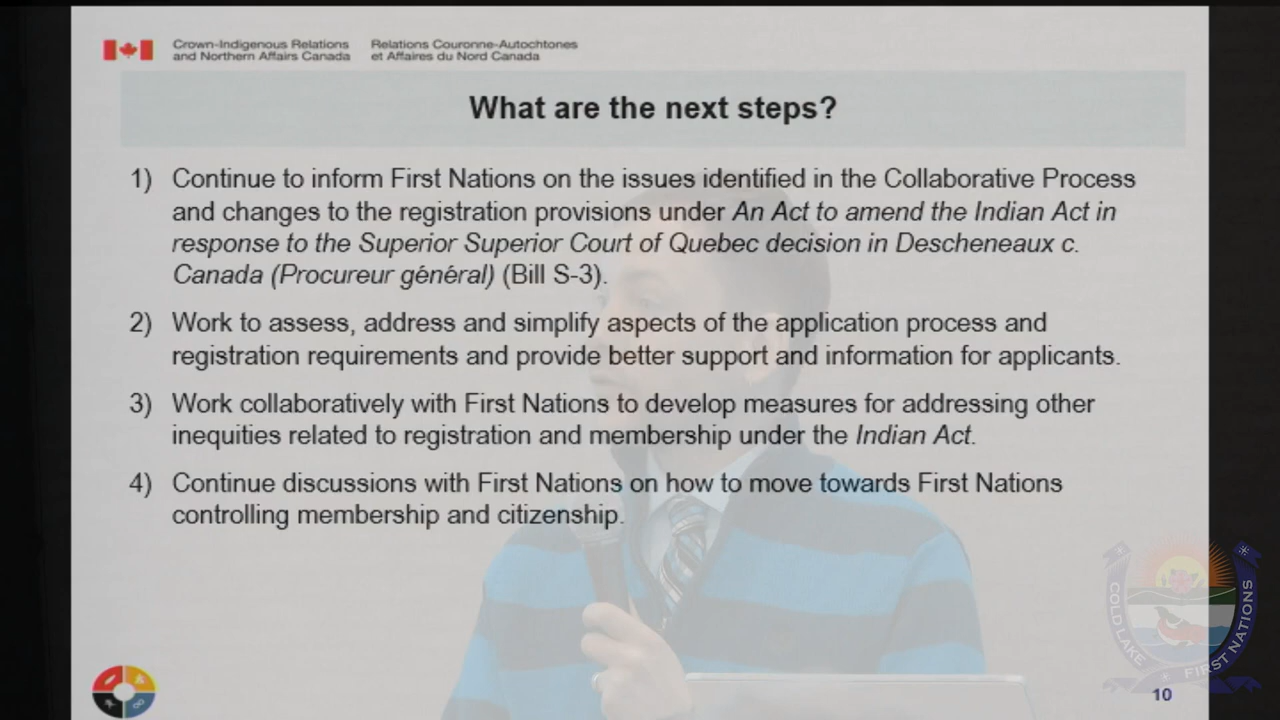 Crown-Indigenous Relations
and Northern Affairs Canada
Relations Couronne-Autochtones
et Affaires du Nord Canada
What are the next steps?
1) Continue to inform First Nations on the issues identified in the Collaborative Process
and changes to the registration provisions under An Act to amend the Indian Act in
response to the Superior Superior Court of Quebec decision in Descheneaux c.
Canada (Procureur général) (Bill S-3).
2) Work to assess, address and simplify aspects of the application process and
registration requirements and provide better support and information for applicants.
3) Work collaboratively with First Nations to develop measures for addressing other
inequities related to registration and membership under the Indian Act.
4) Continue discussions with First Nations on how to move towards First Nations
controlling membership and citizenship.
COLD LAKE FIRST NATIONS
10